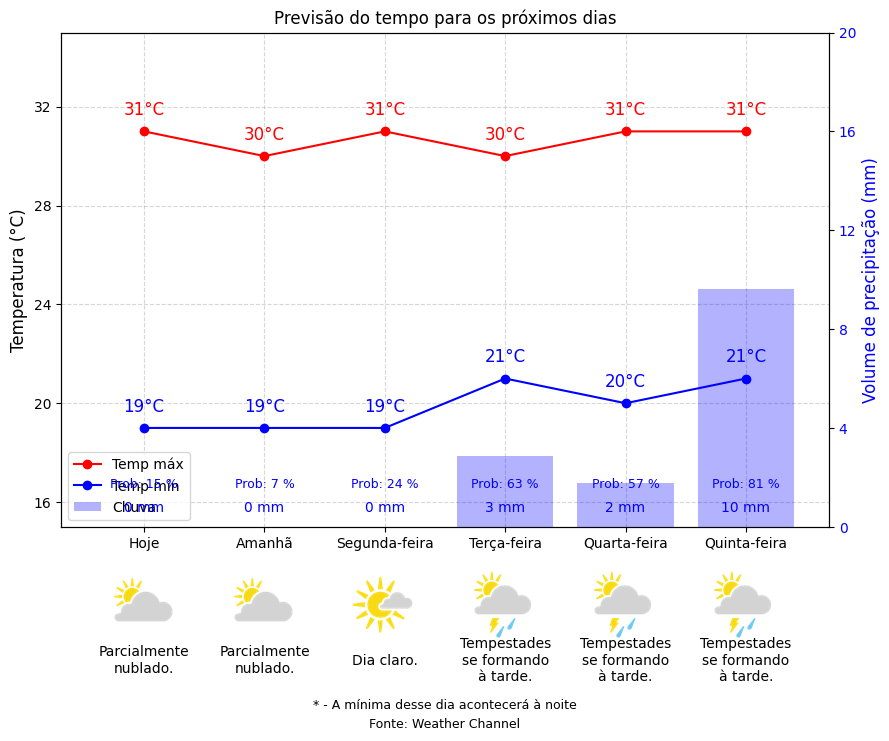 Previsão do tempo para os próximos dias
Temperatura (°C)
Volume de precipitação (mm)
32
28
24
20
16
20
16
12
8
4
0
31°C 30°C 31°C 30°C 31°C 31°C
19°C 19°C 19°C 21°C 20°C 21°C
Temp máx
Temp mín
Chuva
Prob: 15 % Prob: 7 % Prob: 24 % Prob: 63 % Prob: 57 % Prob: 81 %
0 mm 0 mm 0 mm 3 mm 2 mm 10 mm
Hoje Amanhã Segunda-feira Terça-feira Quarta-feira Quinta-feira
Parcialmente
nublado.
Parcialmente
nublado.
Dia claro.
Tempestades
se formando
à tarde.
Tempestades
se formando
à tarde.
Tempestades
se formando
à tarde.
* - A mínima desse dia acontecerá à noite
Fonte: Weather Channel